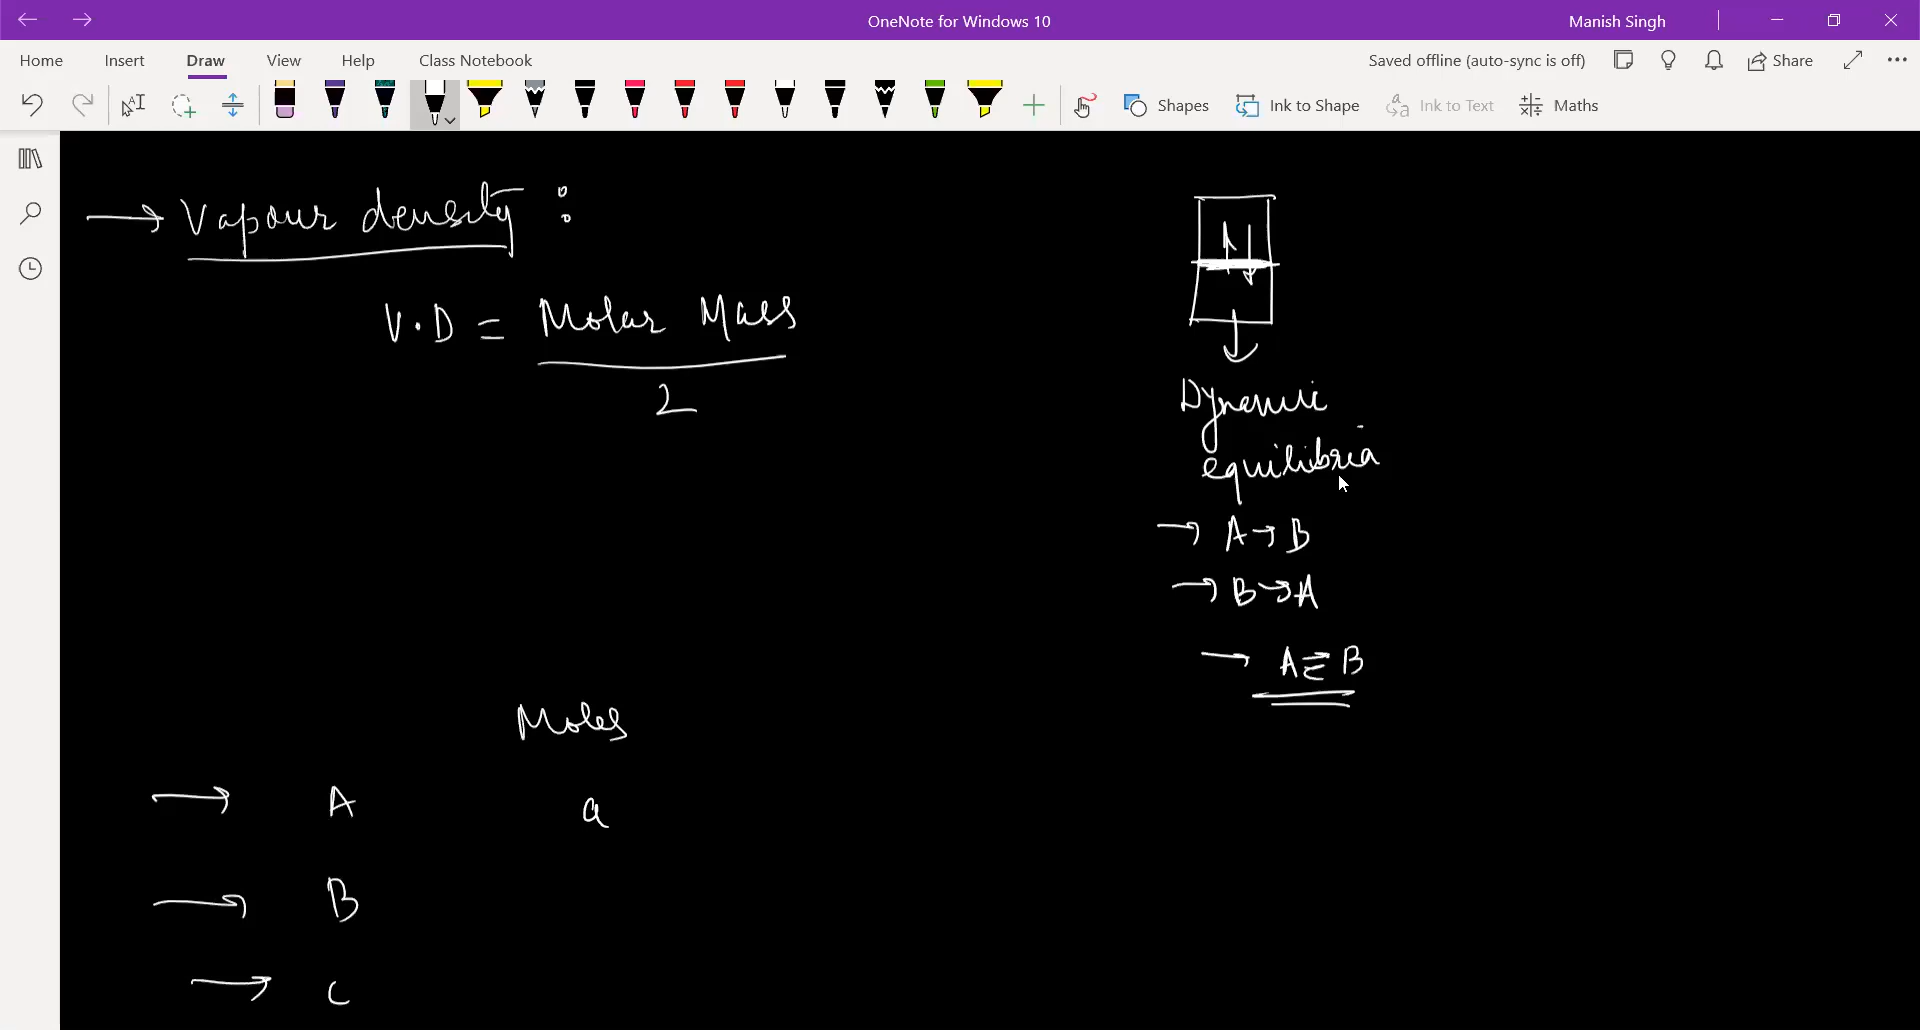 OneNote for Windows 10
Manish Singh
Home Insert Draw View Help Class Notebook
Saved offline (auto-sync is off) Share
Shapes Ink to Shape Ink to Text Maths
→ Vapour density :
V.D = Molar Mass
2
Moles
→ A a
→ B
→ C
Dynamic
equilibria
→ A → B
→ B → A
→ A ⇌ B